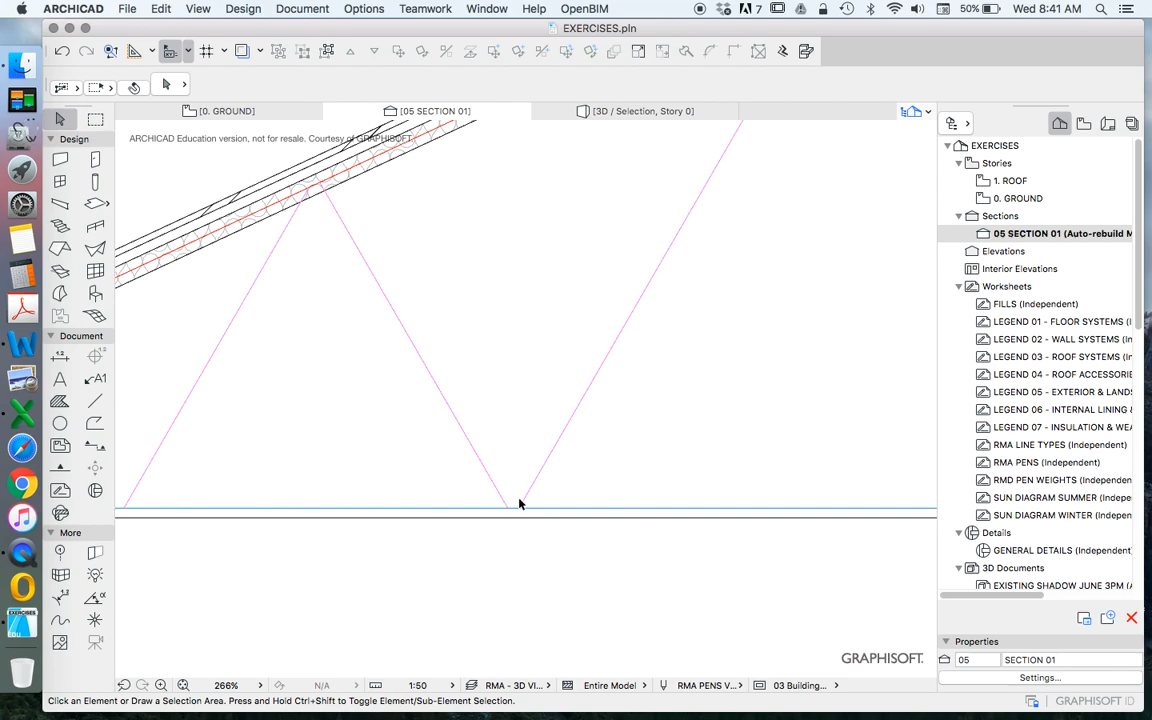 ARCHICAD File Edit View Design Document Options Teamwork Window Help OpenBIM 7 50% Wed 8:41 AM
EXERCISES.pln
[0. GROUND] [05 SECTION 01] [3D / Selection, Story 0]
ARCHICAD Education version, not for resale. Courtesy of GRAPHISOFT.
Design
Document
1.2
A A1
More
EXERCISES
Stories
1. ROOF
0. GROUND
Sections
05 SECTION 01 (Auto-rebuild M
Elevations
Interior Elevations
Worksheets
FILLS (Independent)
LEGEND 01 - FLOOR SYSTEMS (I
LEGEND 02 - WALL SYSTEMS (In
LEGEND 03 - ROOF SYSTEMS (In
LEGEND 04 - ROOF ACCESSORIE
LEGEND 05 - EXTERIOR & LANDS
LEGEND 06 - INTERNAL LINING &
LEGEND 07 - INSULATION & WEA
RMA LINE TYPES (Independent)
RMA PENS (Independent)
RMD PEN WEIGHTS (Independen
SUN DIAGRAM SUMMER (Indepen
SUN DIAGRAM WINTER (Indepen
Details
GENERAL DETAILS (Independent
3D Documents
EXISTING SHADOW JUNE 3PM (A
Properties
05 SECTION 01
Settings...
GRAPHISOFT.
266% N/A 1:50 RMA - 3D VI... Entire Model RMA PENS V... 03 Building...
Click an Element or Draw a Selection Area. Press and Hold Ctrl+Shift to Toggle Element/Sub-Element Selection.
GRAPHISOFT ID